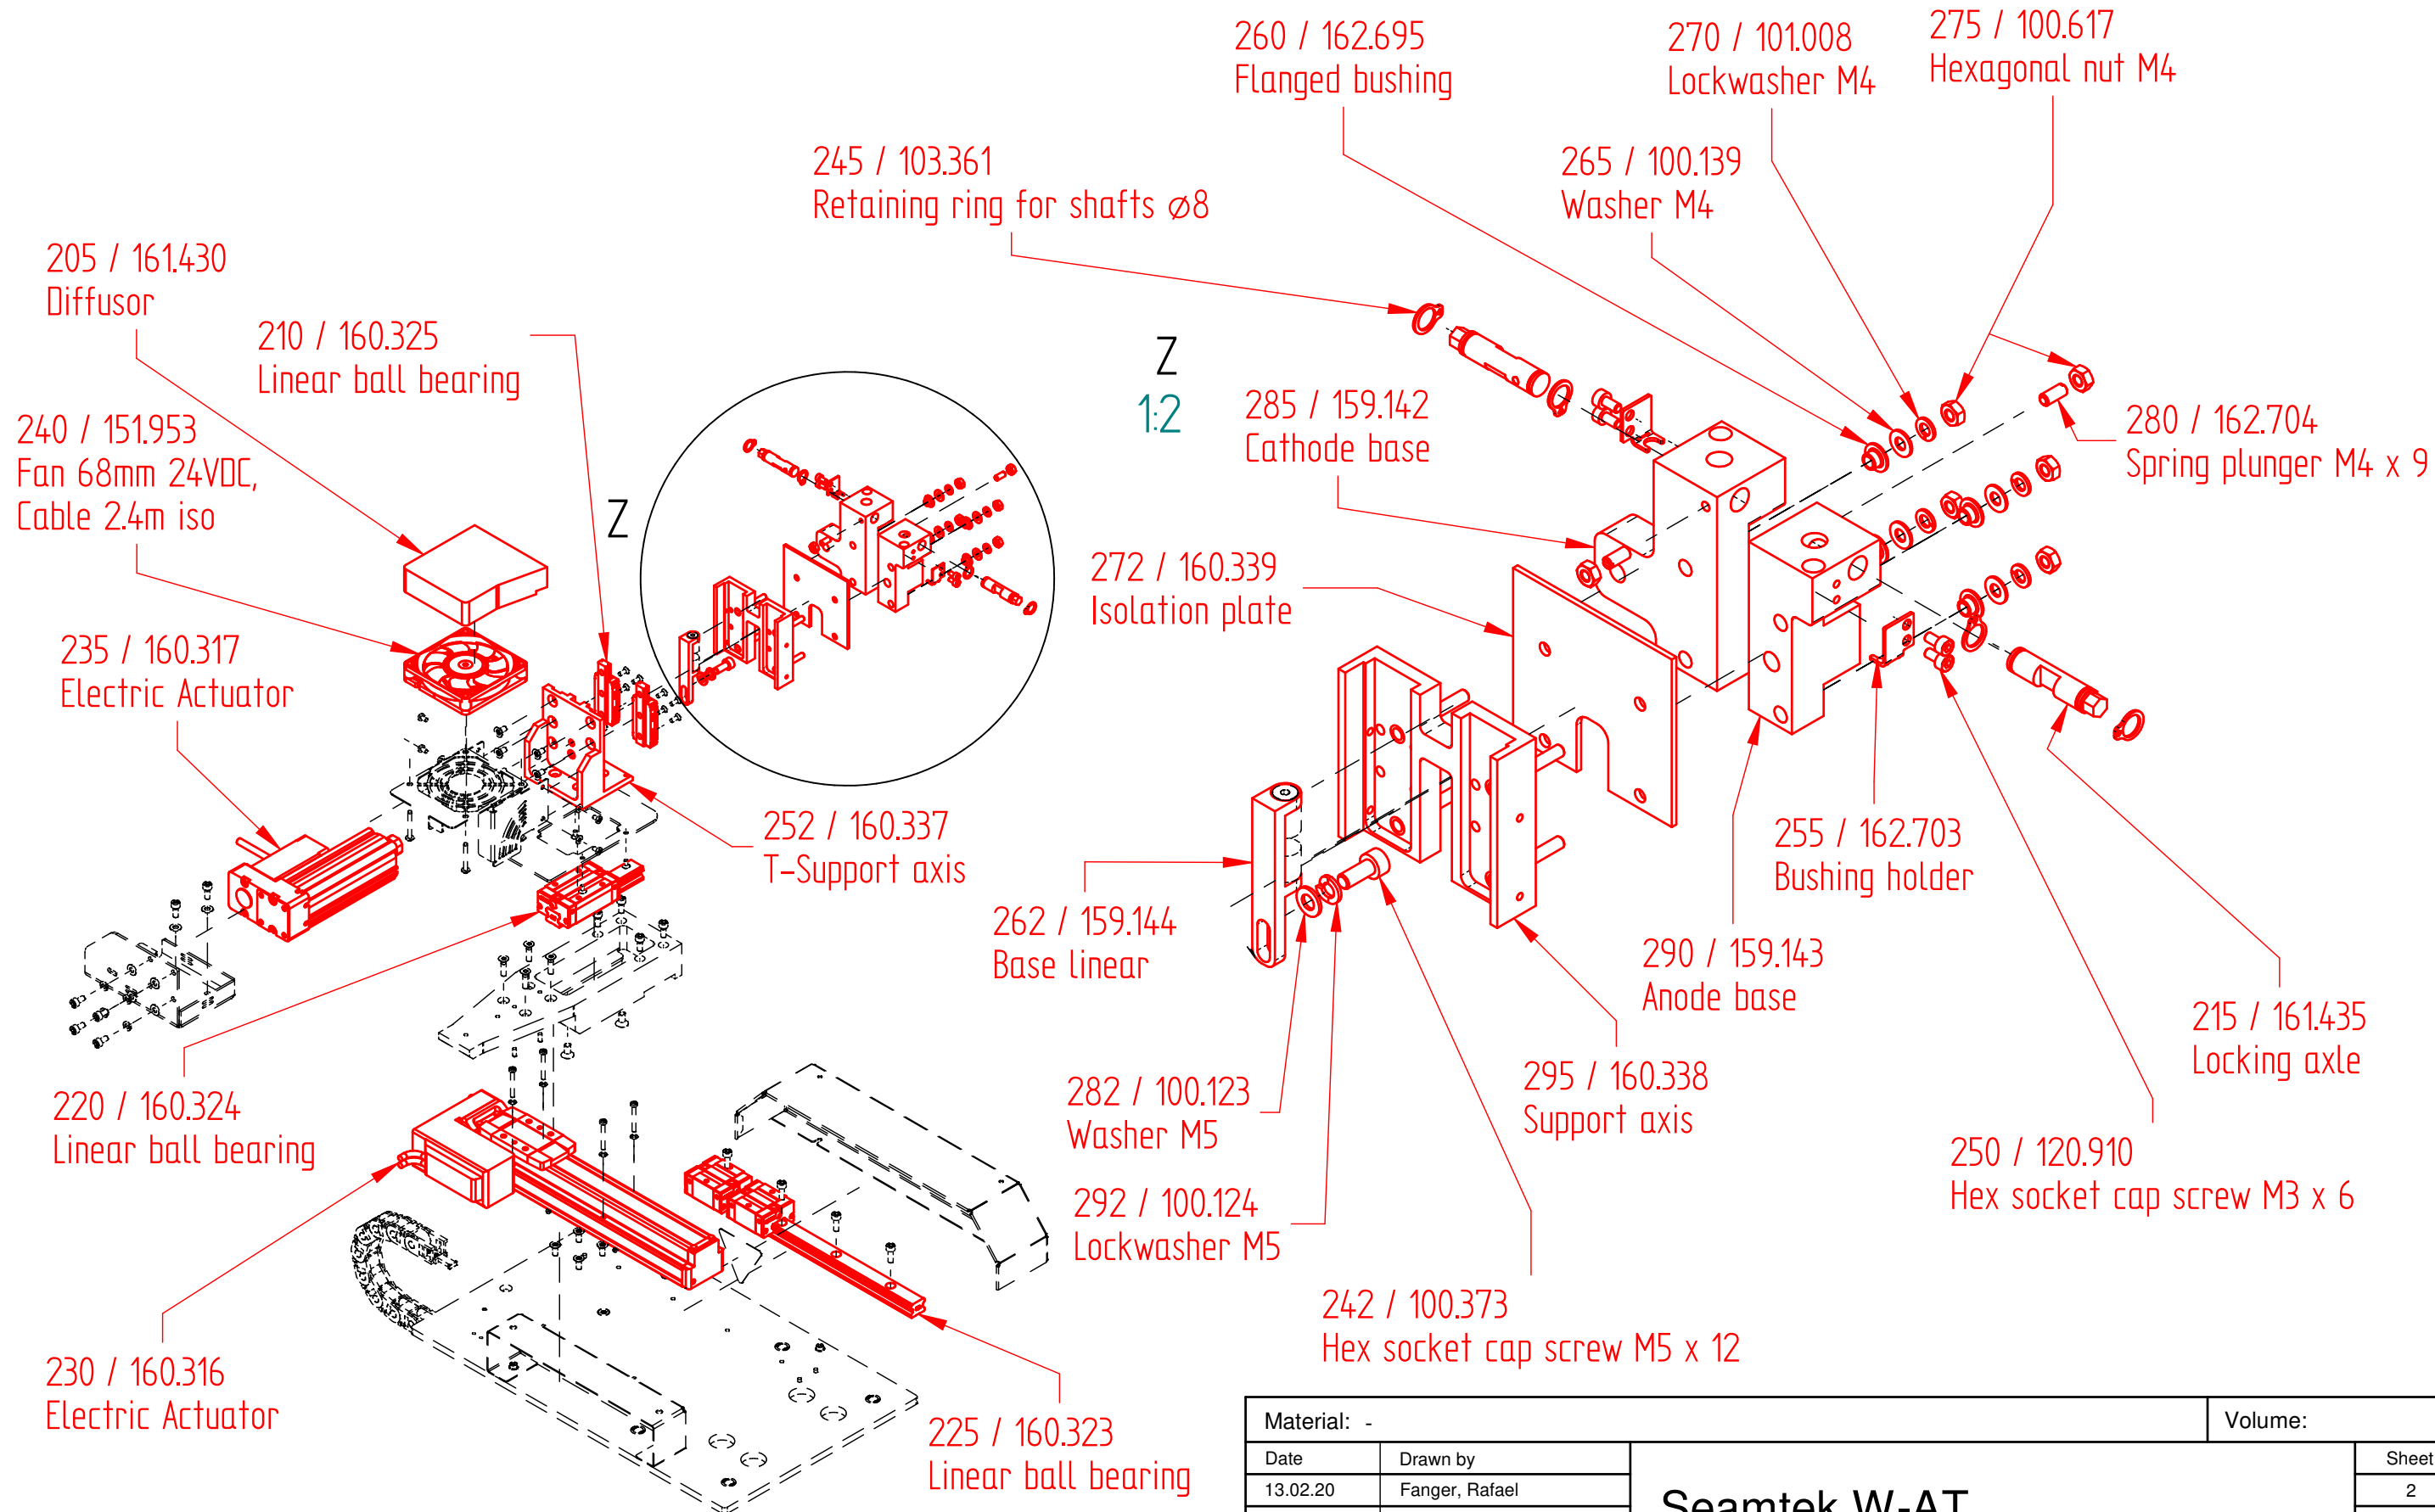 260 / 162.695
Flanged bushing
270 / 101.008
Lockwasher M4
275 / 100.617
Hexagonal nut M4
245 / 103.361
Retaining ring for shafts ⌀8
265 / 100.139
Washer M4
205 / 161.430
Diffusor
210 / 160.325
Linear ball bearing
Z
1:2
285 / 159.142
Cathode base
280 / 162.704
Spring plunger M4 x 9
240 / 151.953
Fan 68mm 24VDC,
Cable 2.4m iso
Z
272 / 160.339
Isolation plate
235 / 160.317
Electric Actuator
252 / 160.337
T-Support axis
255 / 162.703
Bushing holder
262 / 159.144
Base linear
290 / 159.143
Anode base
215 / 161.435
Locking axle
220 / 160.324
Linear ball bearing
282 / 100.123
Washer M5
295 / 160.338
Support axis
250 / 120.910
Hex socket cap screw M3 x 6
292 / 100.124
Lockwasher M5
242 / 100.373
Hex socket cap screw M5 x 12
230 / 160.316
Electric Actuator
225 / 160.323
Linear ball bearing
Material: -
Volume:
Date
Drawn by
Sheet
13.02.20
Fanger, Rafael
2
Seamtek W-AT